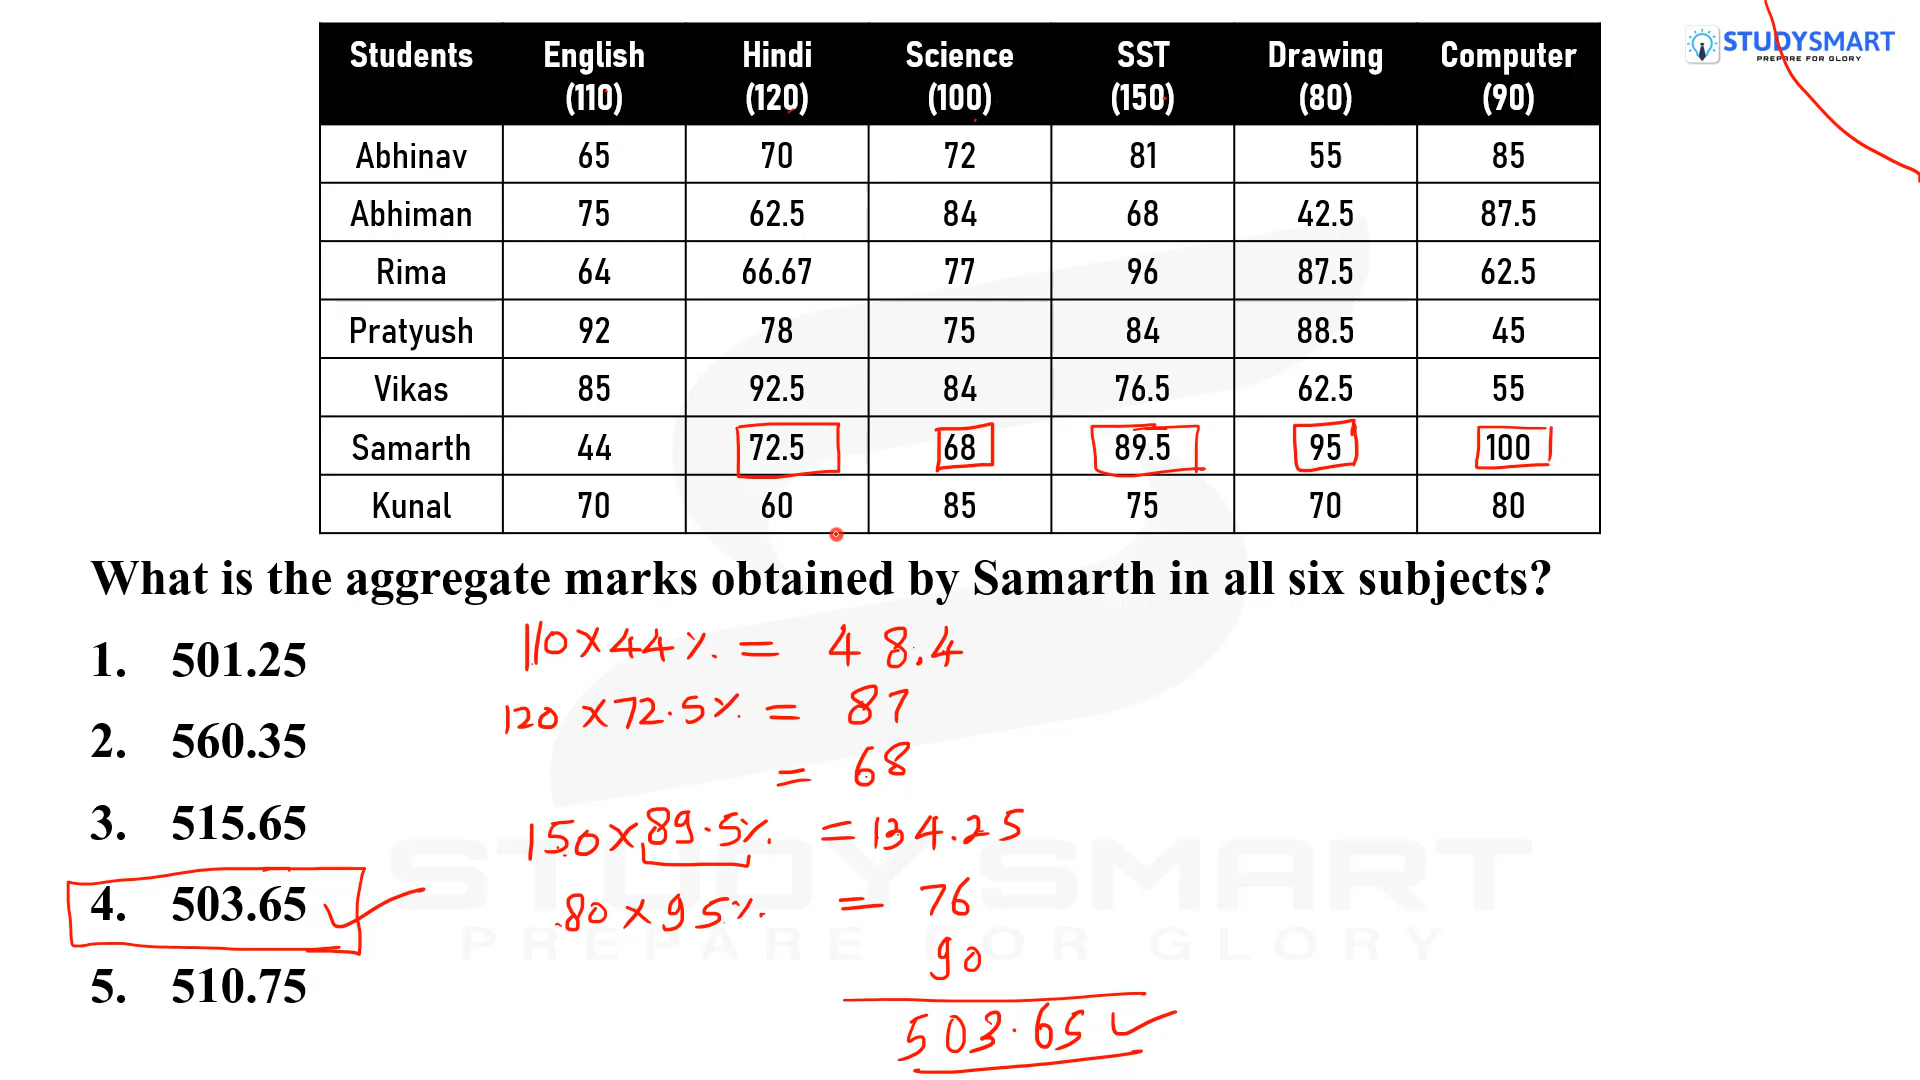 STUDYSMART
PREPARE FOR GLORY
Students English (110) Hindi (120) Science (100) SST (150) Drawing (80) Computer (90)
Abhinav 65 70 72 81 55 85
Abhiman 75 62.5 84 68 42.5 87.5
Rima 64 66.67 77 96 87.5 62.5
Pratyush 92 78 75 84 88.5 45
Vikas 85 92.5 84 76.5 62.5 55
Samarth 44 72.5 68 89.5 95 100
Kunal 70 60 85 75 70 80
What is the aggregate marks obtained by Samarth in all six subjects?
1. 501.25
2. 560.35
3. 515.65
4. 503.65
5. 510.75
110 × 44 %. = 48.4
120 × 72.5 %. = 87
= 68
150 × 89.5 %. = 134.25
80 × 95 %. = 76
90
503.65
STUDY SMART
PREPARE FOR GLORY